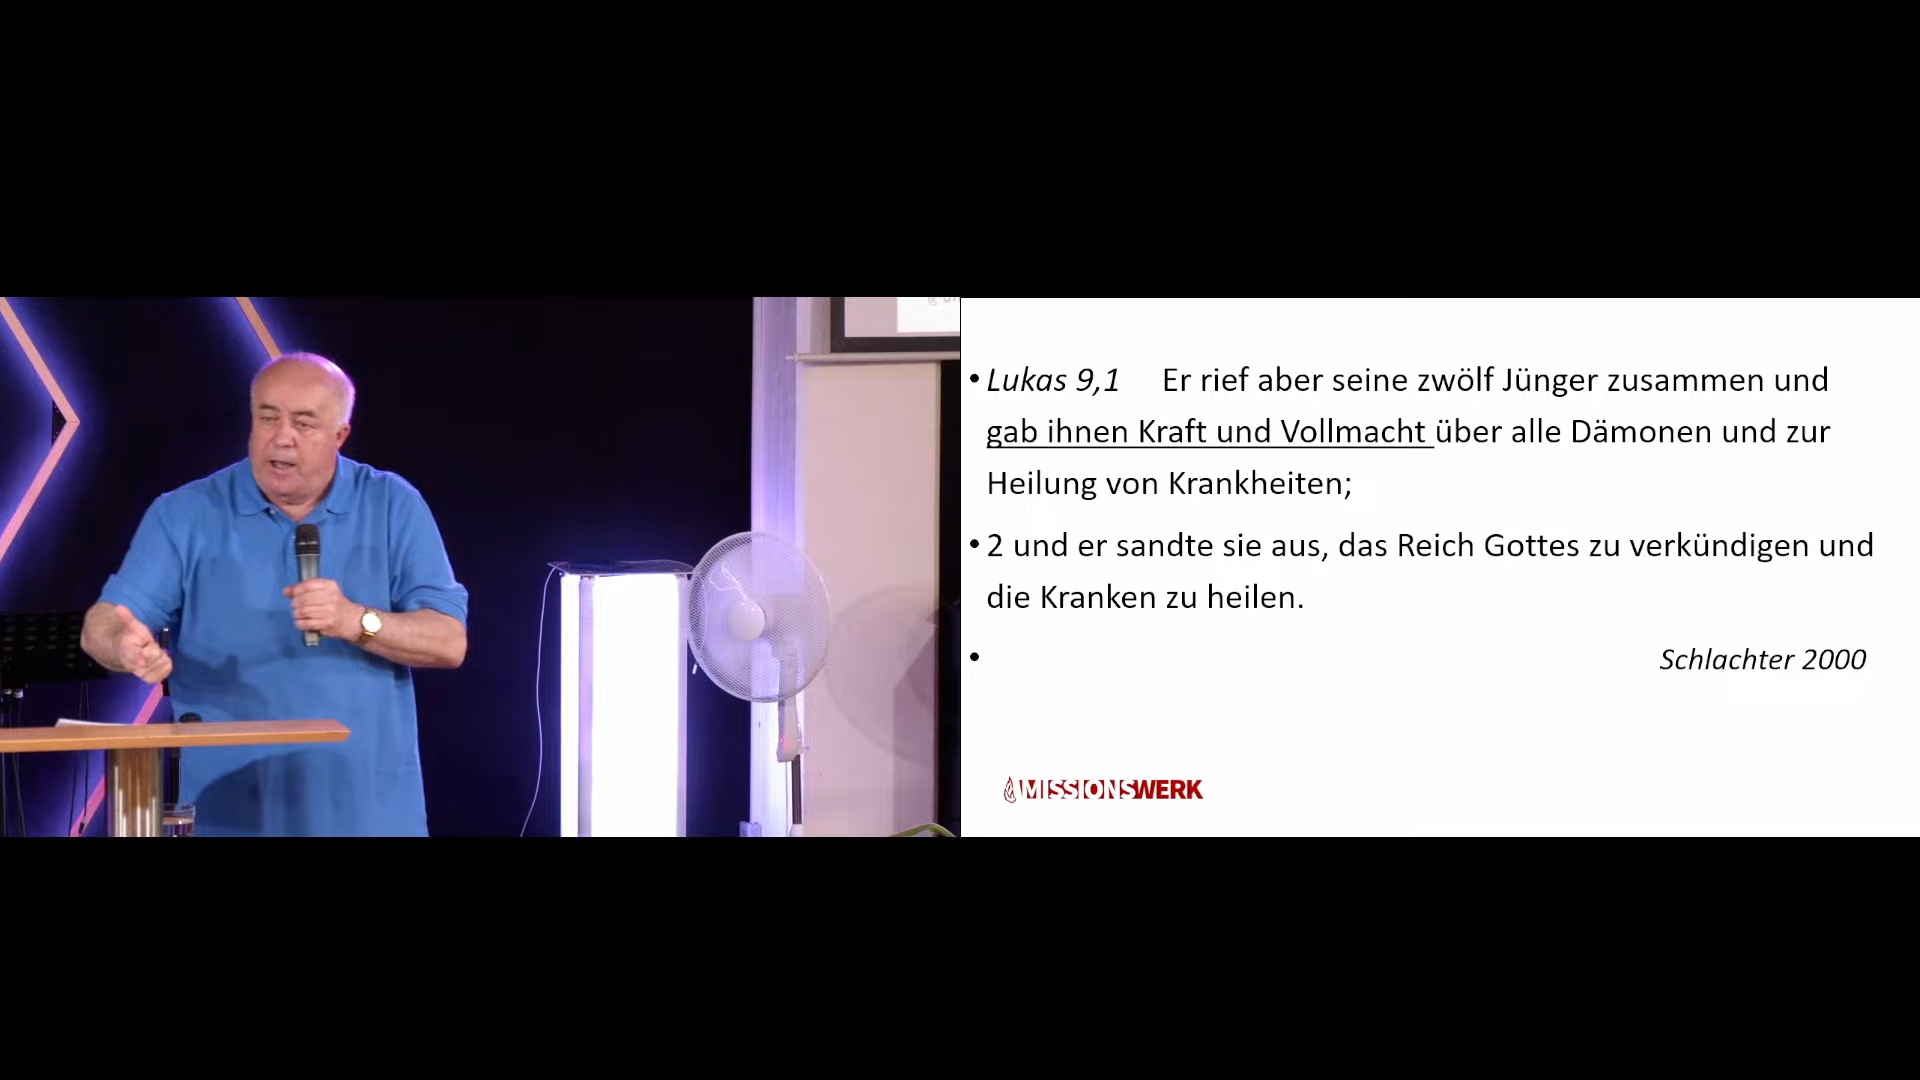 • Lukas 9,1 Er rief aber seine zwölf Jünger zusammen und
gab ihnen Kraft und Vollmacht über alle Dämonen und zur
Heilung von Krankheiten;
• 2 und er sandte sie aus, das Reich Gottes zu verkündigen und
die Kranken zu heilen.
• Schlachter 2000
MISSIONSWERK